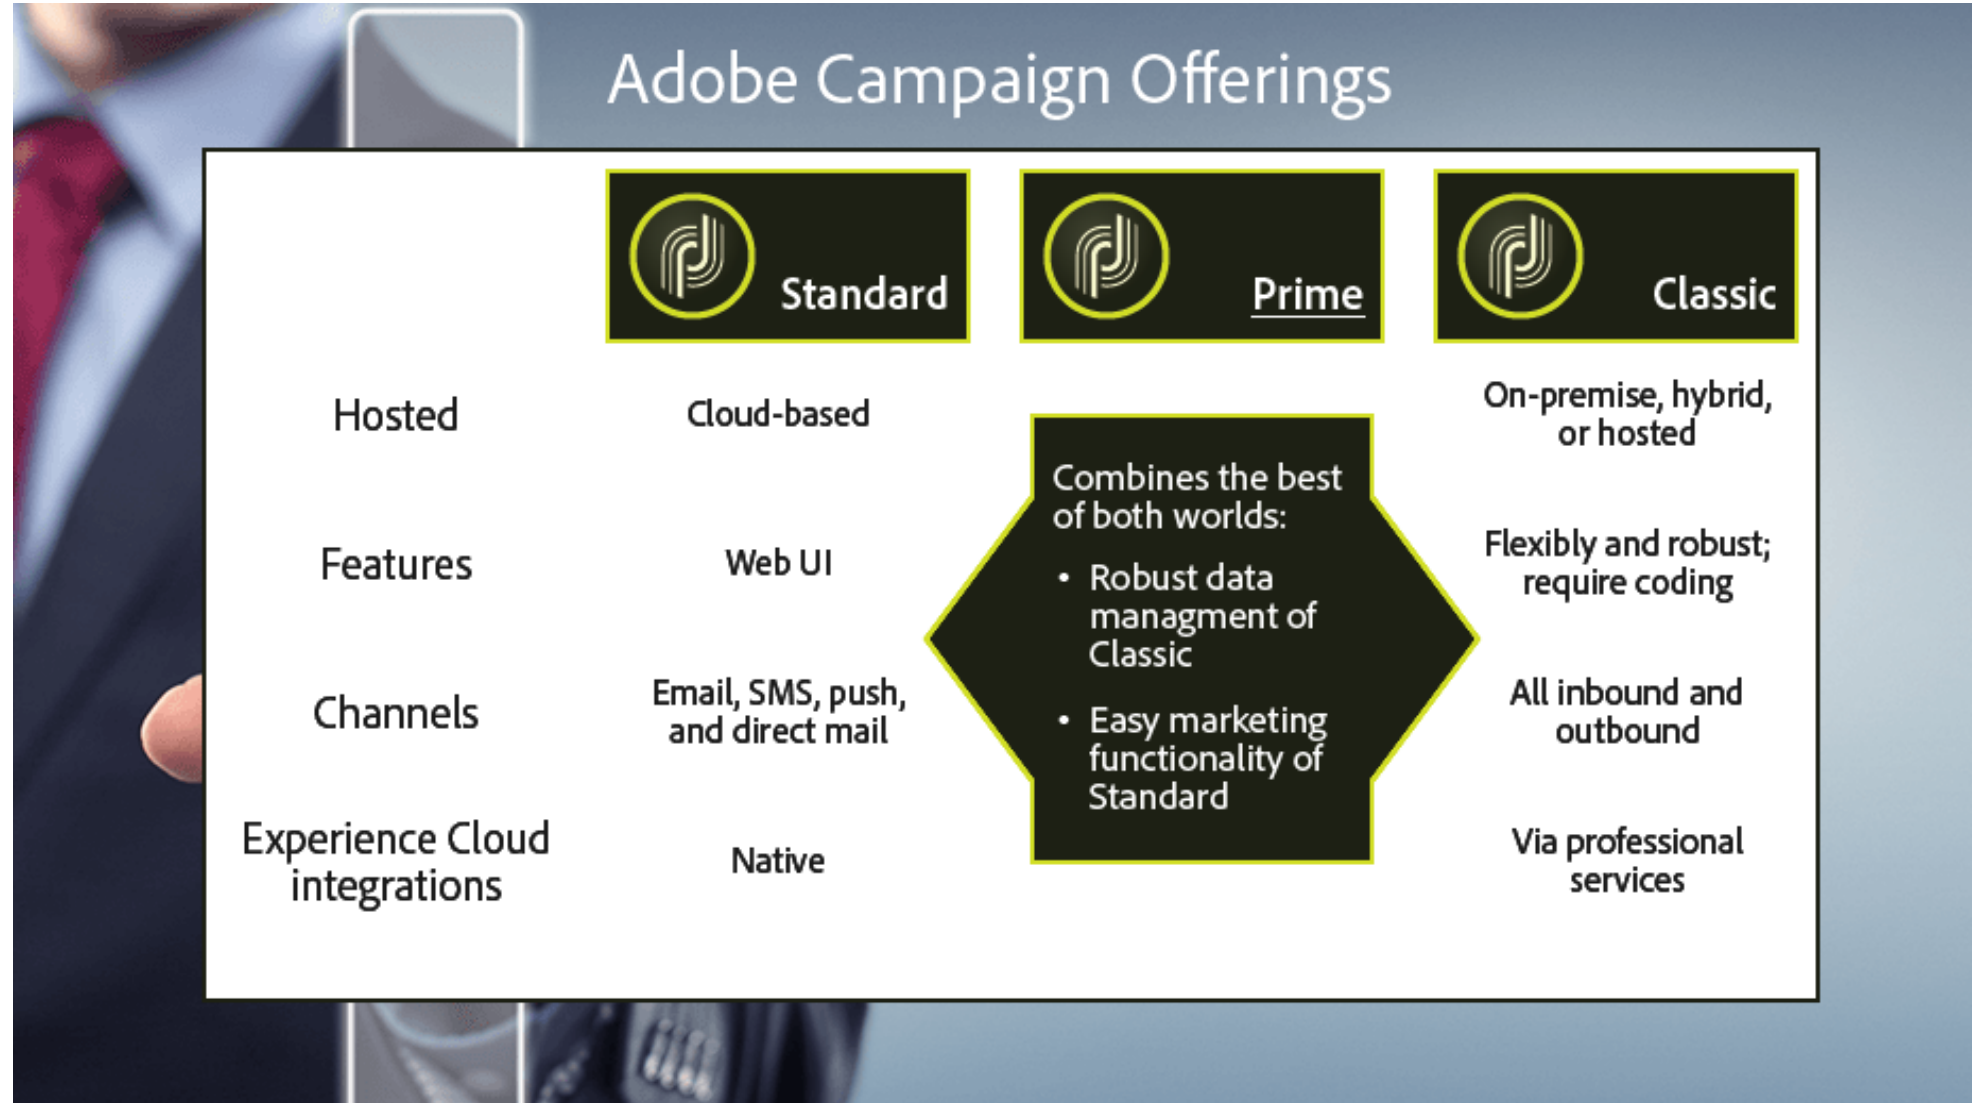 Adobe Campaign Offerings
Standard
Prime
Classic
Hosted
Cloud-based
On-premise, hybrid,
or hosted
Features
Web UI
Flexibly and robust;
require coding
Channels
Email, SMS, push,
and direct mail
All inbound and
outbound
Experience Cloud
integrations
Native
Via professional
services
Combines the best
of both worlds:
• Robust data
managment of
Classic
• Easy marketing
functionality of
Standard